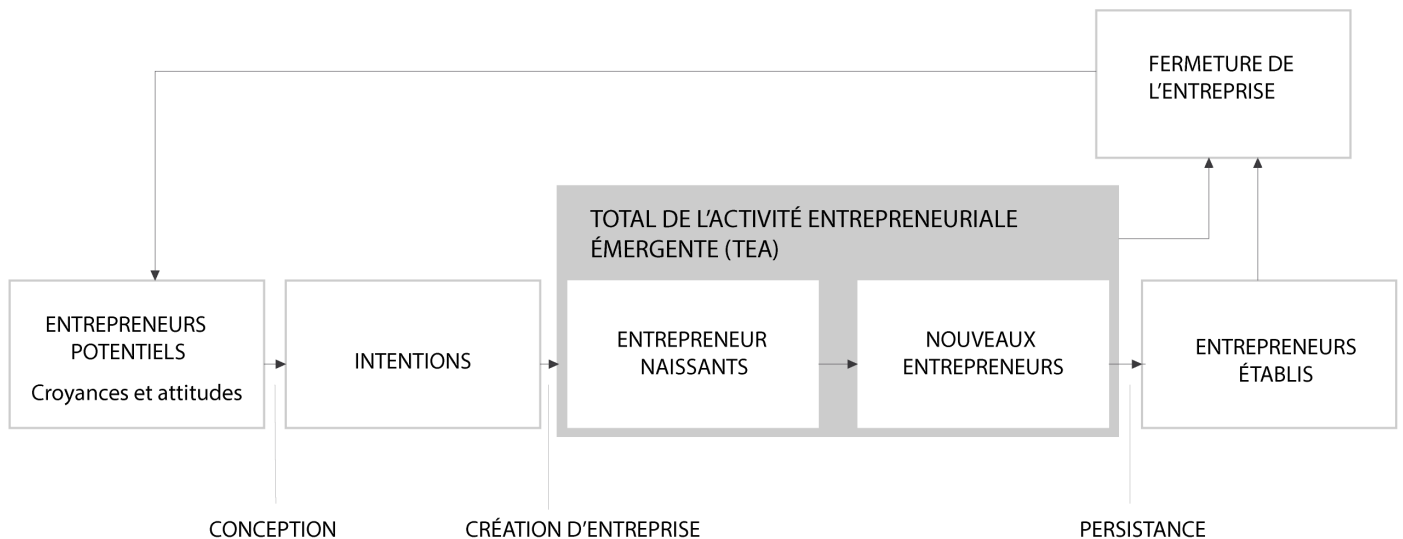 FERMETURE DE
L’ENTREPRISE
TOTAL DE L’ACTIVITÉ ENTREPRENEURIALE
ÉMERGENTE (TEA)
ENTREPRENEURS
POTENTIELS
Croyances et attitudes
INTENTIONS
ENTREPRENEUR
NAISSANTS
NOUVEAUX
ENTREPRENEURS
ENTREPRENEURS
ÉTABLIS
CONCEPTION
CRÉATION D’ENTREPRISE
PERSISTANCE